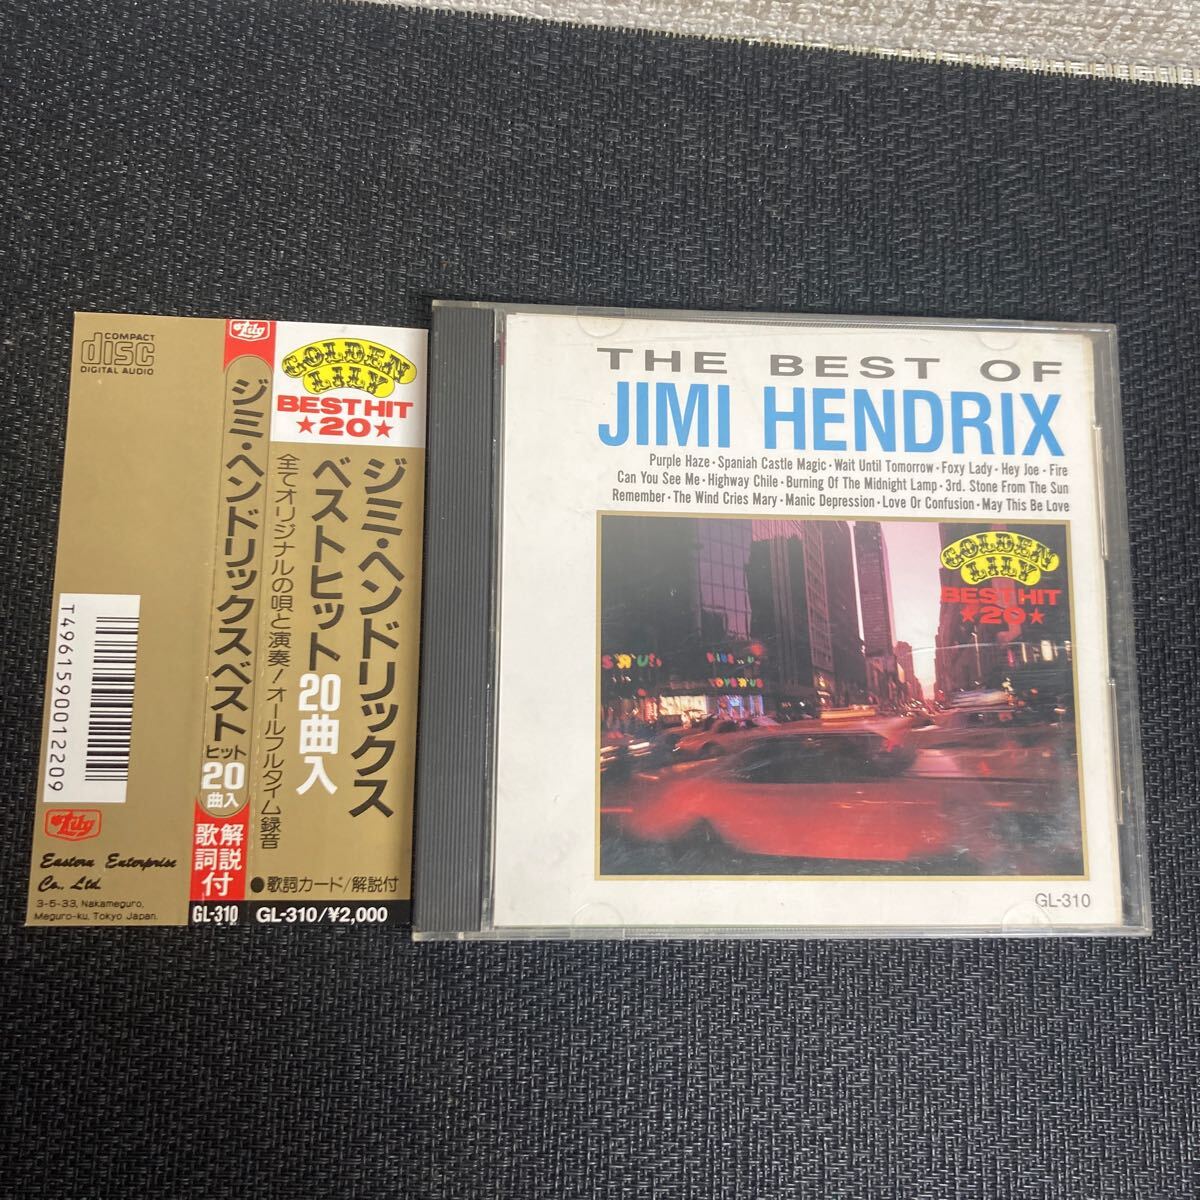 COMPACT
disc
DIGITAL AUDIO
T4961590012209
Lily
Eastern Enterprise
Co., Ltd.
3-5-33, Nakameguro,
Meguro-ku, Tokyo Japan.
Lily
ジミ・ヘンドリックスベスト
ヒット
20
曲入
解説
歌詞
付
GL-310
GOLDEN
LILY
BEST HIT
★20★
ジミ・ヘンドリックス
ベストヒット20曲入
全てオリジナルの唄と演奏!オールフルタイム録音
●歌詞カード/解説付
GL-310/¥2,000
THE BEST OF
JIMI HENDRIX
Purple Haze・Spaniah Castle Magic・Wait Until Tomorrow・Foxy Lady・Hey Joe・Fire
Can You See Me・Highway Chile・Burning Of The Midnight Lamp・3rd. Stone From The Sun
Remember・The Wind Cries Mary・Manic Depression・Love Or Confusion・May This Be Love
GOLDEN
LILY
BEST HIT
★20★
GL-310